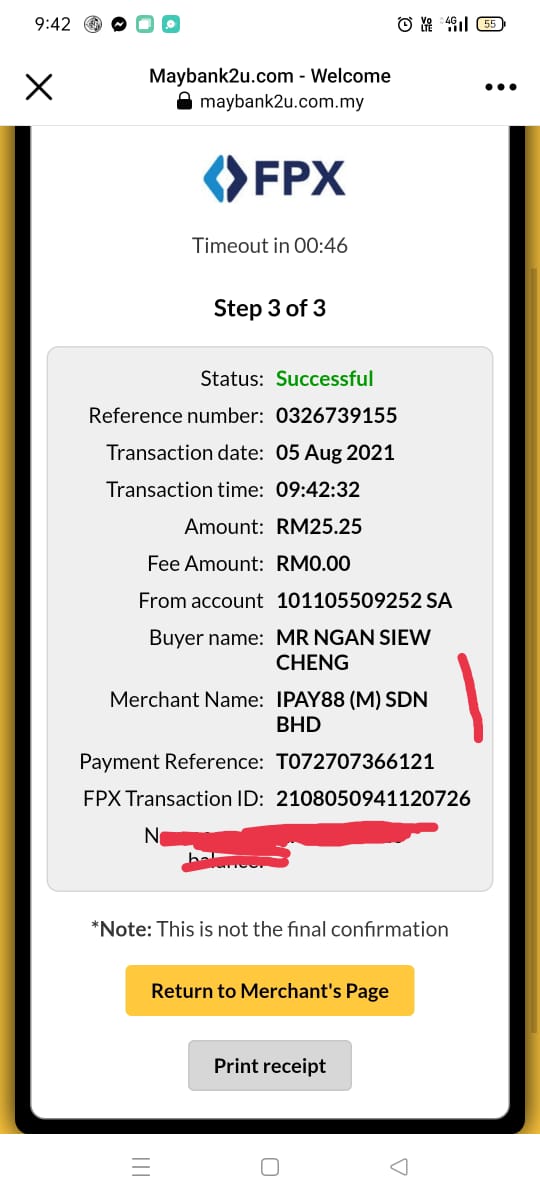 9:42
VO LTE 4G 55
Maybank2u.com - Welcome
maybank2u.com.my
FPX
Timeout in 00:46
Step 3 of 3
Status: Successful
Reference number: 0326739155
Transaction date: 05 Aug 2021
Transaction time: 09:42:32
Amount: RM25.25
Fee Amount: RM0.00
From account 101105509252 SA
Buyer name: MR NGAN SIEW
CHENG
Merchant Name: IPAY88 (M) SDN
BHD
Payment Reference: T072707366121
FPX Transaction ID: 2108050941120726
*Note: This is not the final confirmation
Return to Merchant's Page
Print receipt